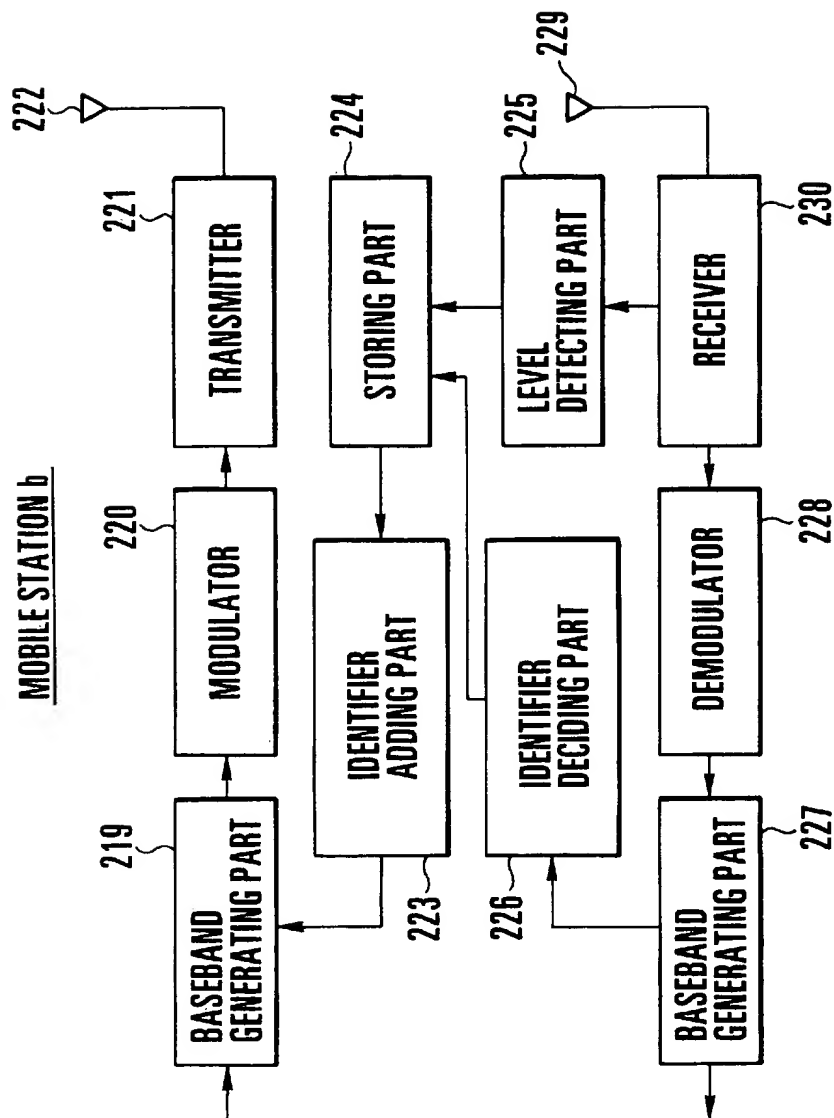 MOBILE STATION b
219
BASEBAND
GENERATING PART
220
MODULATOR
221
TRANSMITTER
222
223
IDENTIFIER
ADDING PART
224
STORING PART
226
IDENTIFIER
DECIDING PART
225
LEVEL
DETECTING PART
227
BASEBAND
GENERATING PART
228
DEMODULATOR
230
RECEIVER
229